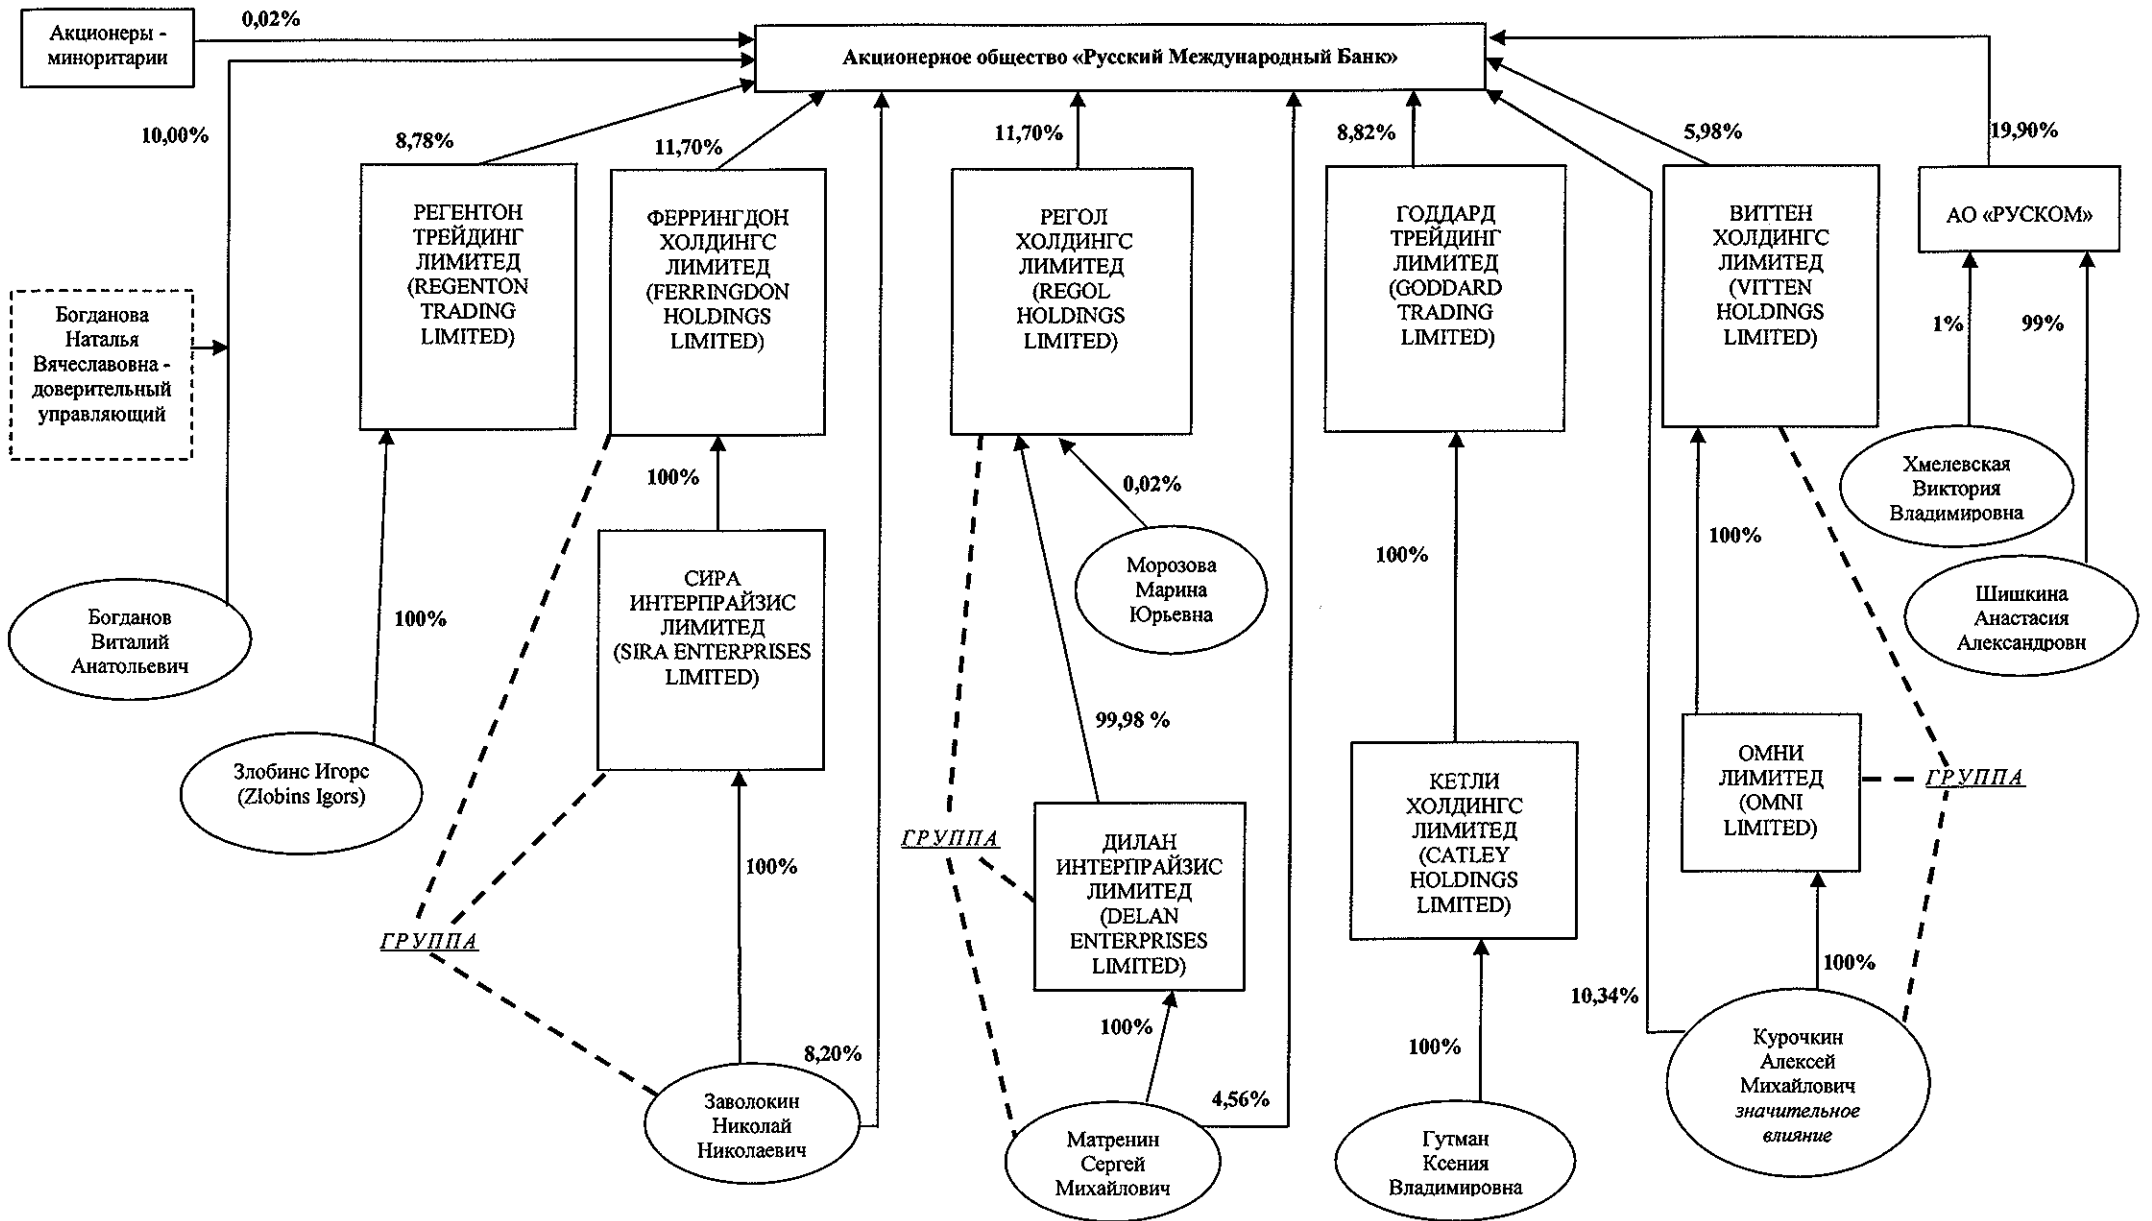 Акционеры -
миноритарии
0,02%
Акционерное общество «Русский Международный Банк»
10,00%
8,78%
11,70%
11,70%
8,82%
5,98%
19,90%
РЕГЕНТОН
ТРЕЙДИНГ
ЛИМИТЕД
(REGENTON
TRADING
LIMITED)
ФЕРРИНГДОН
ХОЛДИНГС
ЛИМИТЕД
(FERRINGDON
HOLDINGS
LIMITED)
РЕГОЛ
ХОЛДИНГС
ЛИМИТЕД
(REGOL
HOLDINGS
LIMITED)
ГОДДАРД
ТРЕЙДИНГ
ЛИМИТЕД
(GODDARD
TRADING
LIMITED)
ВИТТЕН
ХОЛДИНГС
ЛИМИТЕД
(VITTEN
HOLDINGS
LIMITED)
АО «РУСКОМ»
Богданова
Наталья
Вячеславовна -
доверительный
управляющий
1%
99%
100%
0,02%
100%
100%
Хмелевская
Виктория
Владимировна
СИРА
ИНТЕРПРАЙЗИС
ЛИМИТЕД
(SIRA ENTERPRISES
LIMITED)
Морозова
Марина
Юрьевна
Шишкина
Анастасия
Александровн
Богданов
Виталий
Анатольевич
100%
99,98 %
Злобинс Игорс
(Zlobins Igors)
КЕТЛИ
ХОЛДИНГС
ЛИМИТЕД
(CATLEY
HOLDINGS
LIMITED)
ОМНИ
ЛИМИТЕД
(OMNI
LIMITED)
ГРУППА
ГРУППА
ДИЛАН
ИНТЕРПРАЙЗИС
ЛИМИТЕД
(DELAN
ENTERPRISES
LIMITED)
100%
ГРУППА
100%
10,34%
100%
100%
8,20%
4,56%
Заволокин
Николай
Николаевич
Матренин
Сергей
Михайлович
Гутман
Ксения
Владимировна
Курочкин
Алексей
Михайлович
значительное
влияние